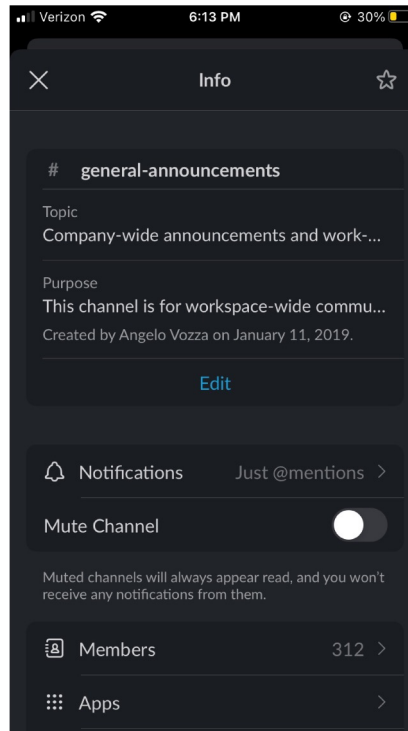 Verizon 6:13 PM 30%
Info
# general-announcements
Topic
Company-wide announcements and work-...
Purpose
This channel is for workspace-wide commu...
Created by Angelo Vozza on January 11, 2019.
Edit
Notifications Just @mentions >
Mute Channel
Muted channels will always appear read, and you won't
receive any notifications from them.
Members 312 >
Apps >